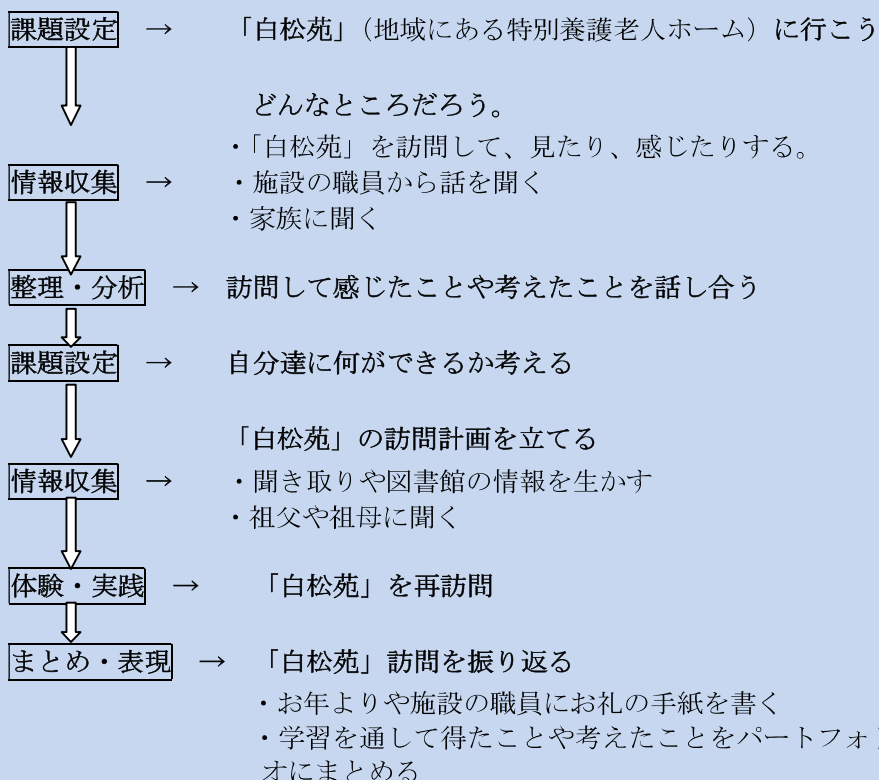 課題設定 → 「白松苑」（地域にある特別養護老人ホーム）に行こう
どんなところだろう。
・「白松苑」を訪問して、見たり、感じたりする。
情報収集 → ・施設の職員から話を聞く
・家族に聞く
整理・分析 → 訪問して感じたことや考えたことを話し合う
課題設定 → 自分達に何ができるか考える
「白松苑」の訪問計画を立てる
情報収集 → ・聞き取りや図書館の情報を生かす
・祖父や祖母に聞く
体験・実践 → 「白松苑」を再訪問
まとめ・表現 → 「白松苑」訪問を振り返る
・お年よりや施設の職員にお礼の手紙を書く
・学習を通して得たことや考えたことをパートフォ
オにまとめる